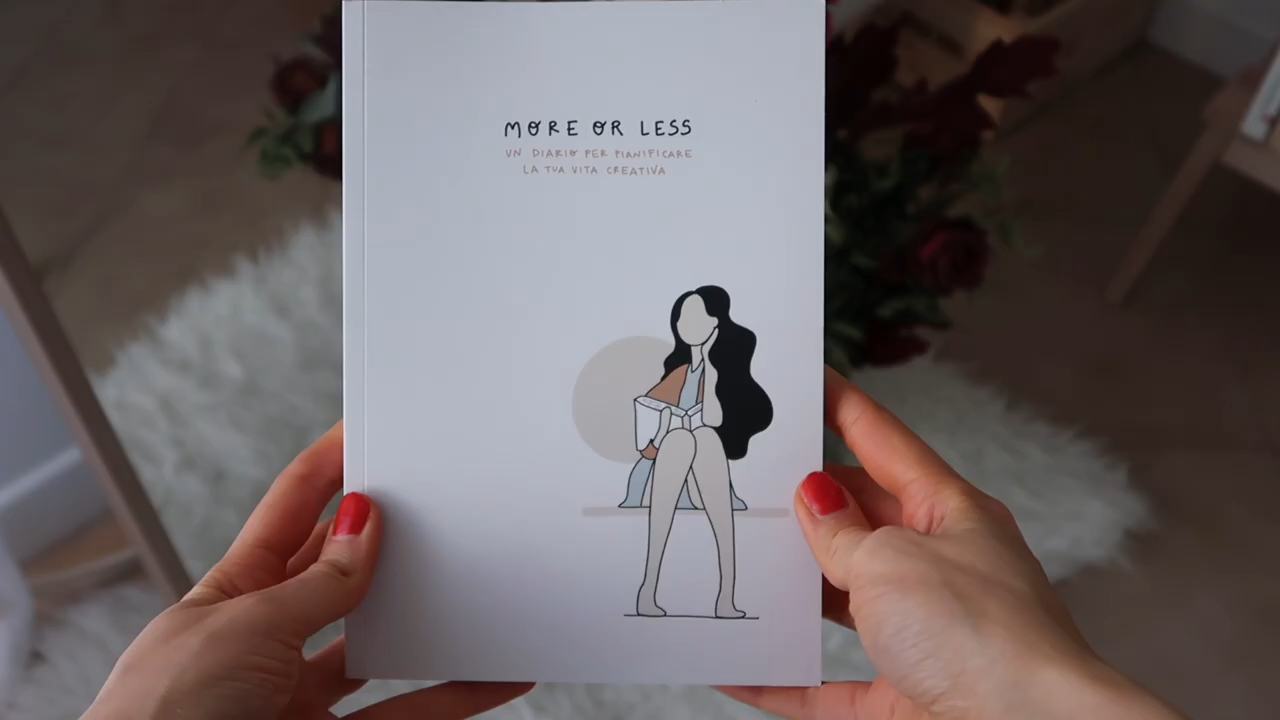 MORE OR LESS
UN DIARIO PER PIANIFICARE
LA TUA VITA CREATIVA